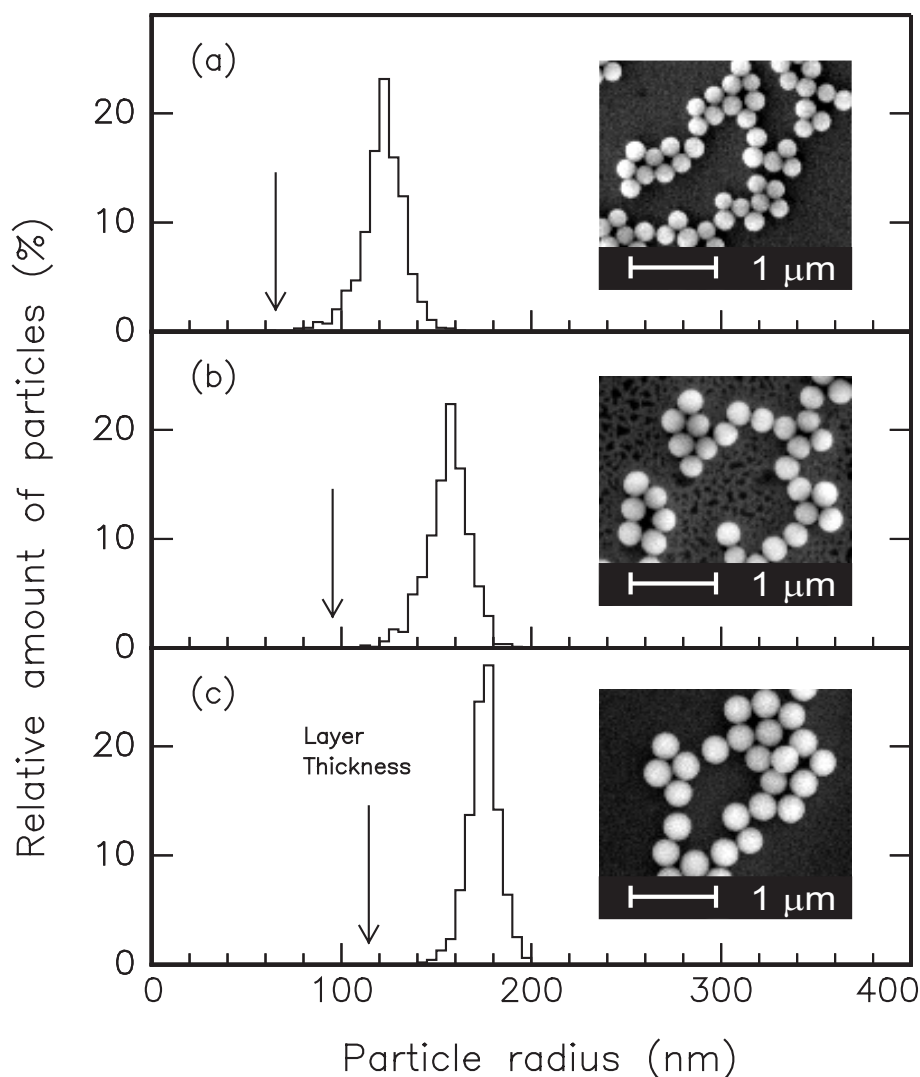 Relative amount of particles (%)
(a)
20
10
0
1 μm
(b)
20
10
0
1 μm
(c)
Layer
Thickness
20
10
0
1 μm
0 100 200 300 400
Particle radius (nm)